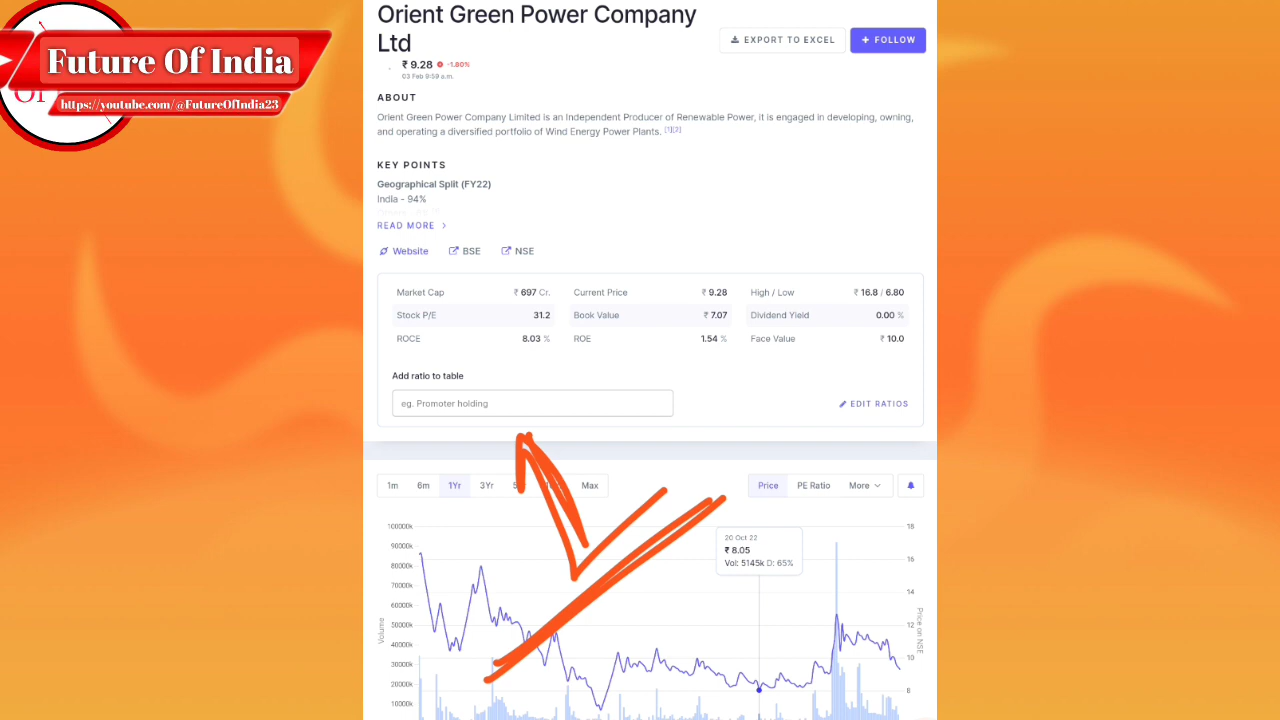 Future Of India
Of
https://youtube.com/@FutureOfIndia23
Orient Green Power Company
Ltd
EXPORT TO EXCEL
+ FOLLOW
₹ 9.28 -1.80%
03 Feb 9:59 a.m.
ABOUT
Orient Green Power Company Limited is an Independent Producer of Renewable Power, it is engaged in developing, owning,
and operating a diversified portfolio of Wind Energy Power Plants. [1][2]
KEY POINTS
Geographical Split (FY22)
India - 94%
READ MORE >
Website BSE NSE
Market Cap ₹ 697 Cr. Current Price ₹ 9.28 High / Low ₹ 16.8 / 6.80
Stock P/E 31.2 Book Value ₹ 7.07 Dividend Yield 0.00 %
ROCE 8.03 % ROE 1.54 % Face Value ₹ 10.0
Add ratio to table
eg. Promoter holding EDIT RATIOS
1m 6m 1Yr 3Yr Max Price PE Ratio More
100000k 18
20 Oct 22
90000k ₹ 8.05 16
Vol: 5145k D: 65%
80000k
70000k 14
60000k
50000k 12
40000k
30000k 10
20000k 8
10000k
Volume
Price on NSE